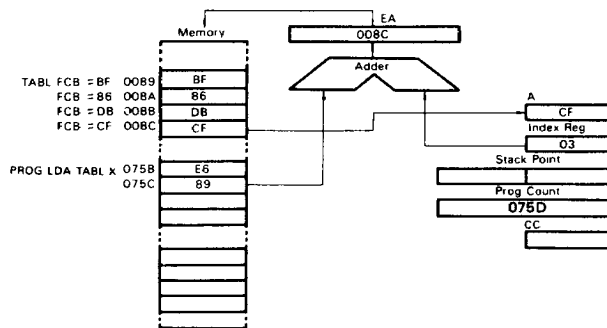 EA
Memory
008C
Adder
TABL FCB = BF 0089 BF
FCB = 86 008A 86
FCB = DB 008B DB
FCB = CF 008C CF
A
CF
Index Reg
03
PROG LDA TABL X 075B E6
075C 89
Stack Point
Prog Count
075D
CC